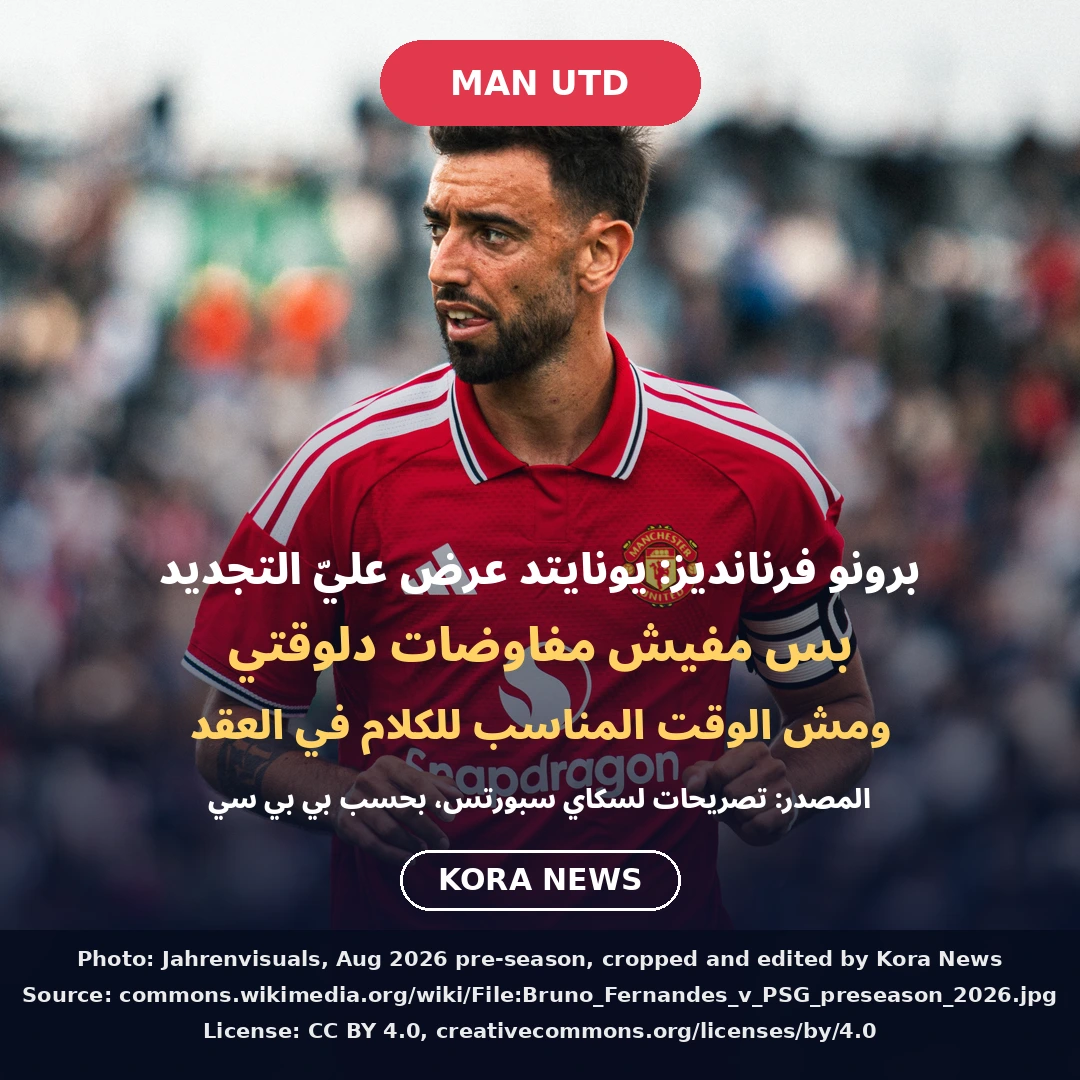 MAN UTD
برونو فرنانديز: يونايتد عرض عليّ التجديد
بس مفيش مفاوضات دلوقتي
ومش الوقت المناسب للكلام في العقد
MANCHESTER
UNITED
Snapdragon
المصدر: تصريحات لسكاي سبورتس، بحسب بي بي سي
KORA NEWS
Photo: Jahrenvisuals, Aug 2026 pre-season, cropped and edited by Kora News
Source: commons.wikimedia.org/wiki/File:Bruno_Fernandes_v_PSG_preseason_2026.jpg
License: CC BY 4.0, creativecommons.org/licenses/by/4.0